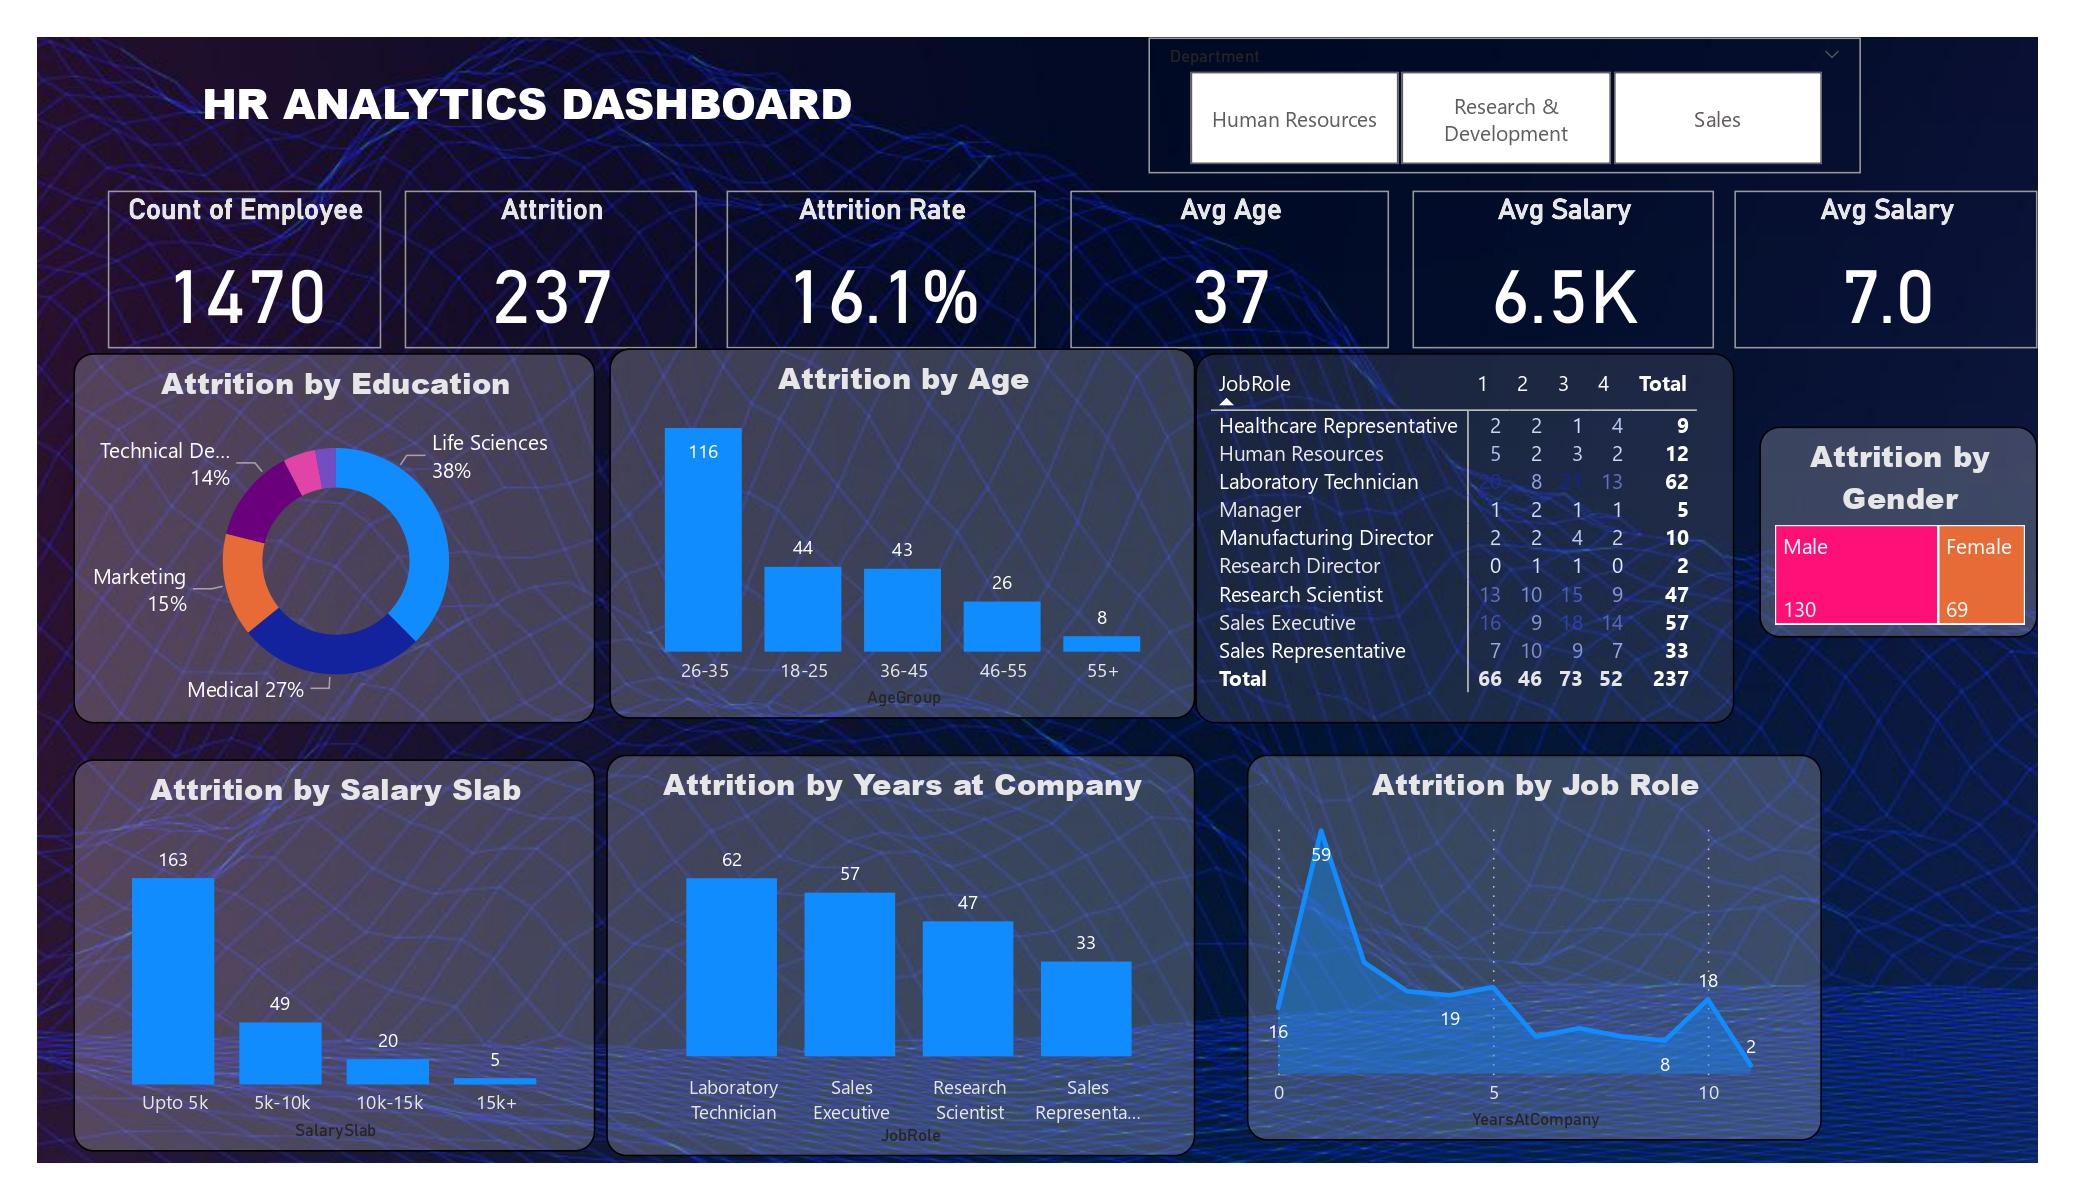 Department
HR ANALYTICS DASHBOARD
Human Resources
Research &
Development
Sales
Count of Employee
1470
Attrition
237
Attrition Rate
16.1%
Avg Age
37
Avg Salary
6.5K
Avg Salary
7.0
Attrition by Education
Life Sciences
38%
Technical De...
14%
Marketing
15%
Medical 27%
Attrition by Age
116
44
43
26
8
26-35 18-25 36-45 46-55 55+
AgeGroup
JobRole 1 2 3 4 Total
Healthcare Representative 2 2 1 4 9
Human Resources 5 2 3 2 12
Laboratory Technician 20 8 21 13 62
Manager 1 2 1 1 5
Manufacturing Director 2 2 4 2 10
Research Director 0 1 1 0 2
Research Scientist 13 10 15 9 47
Sales Executive 16 9 18 14 57
Sales Representative 7 10 9 7 33
Total 66 46 73 52 237
Attrition by
Gender
Male
130
Female
69
Attrition by Salary Slab
163
49
20
5
Upto 5k 5k-10k 10k-15k 15k+
SalarySlab
Attrition by Years at Company
62
57
47
33
Laboratory
Technician
Sales
Executive
Research
Scientist
Sales
Representa...
JobRole
Attrition by Job Role
59
16
19
18
8
2
0 5 10
YearsAtCompany